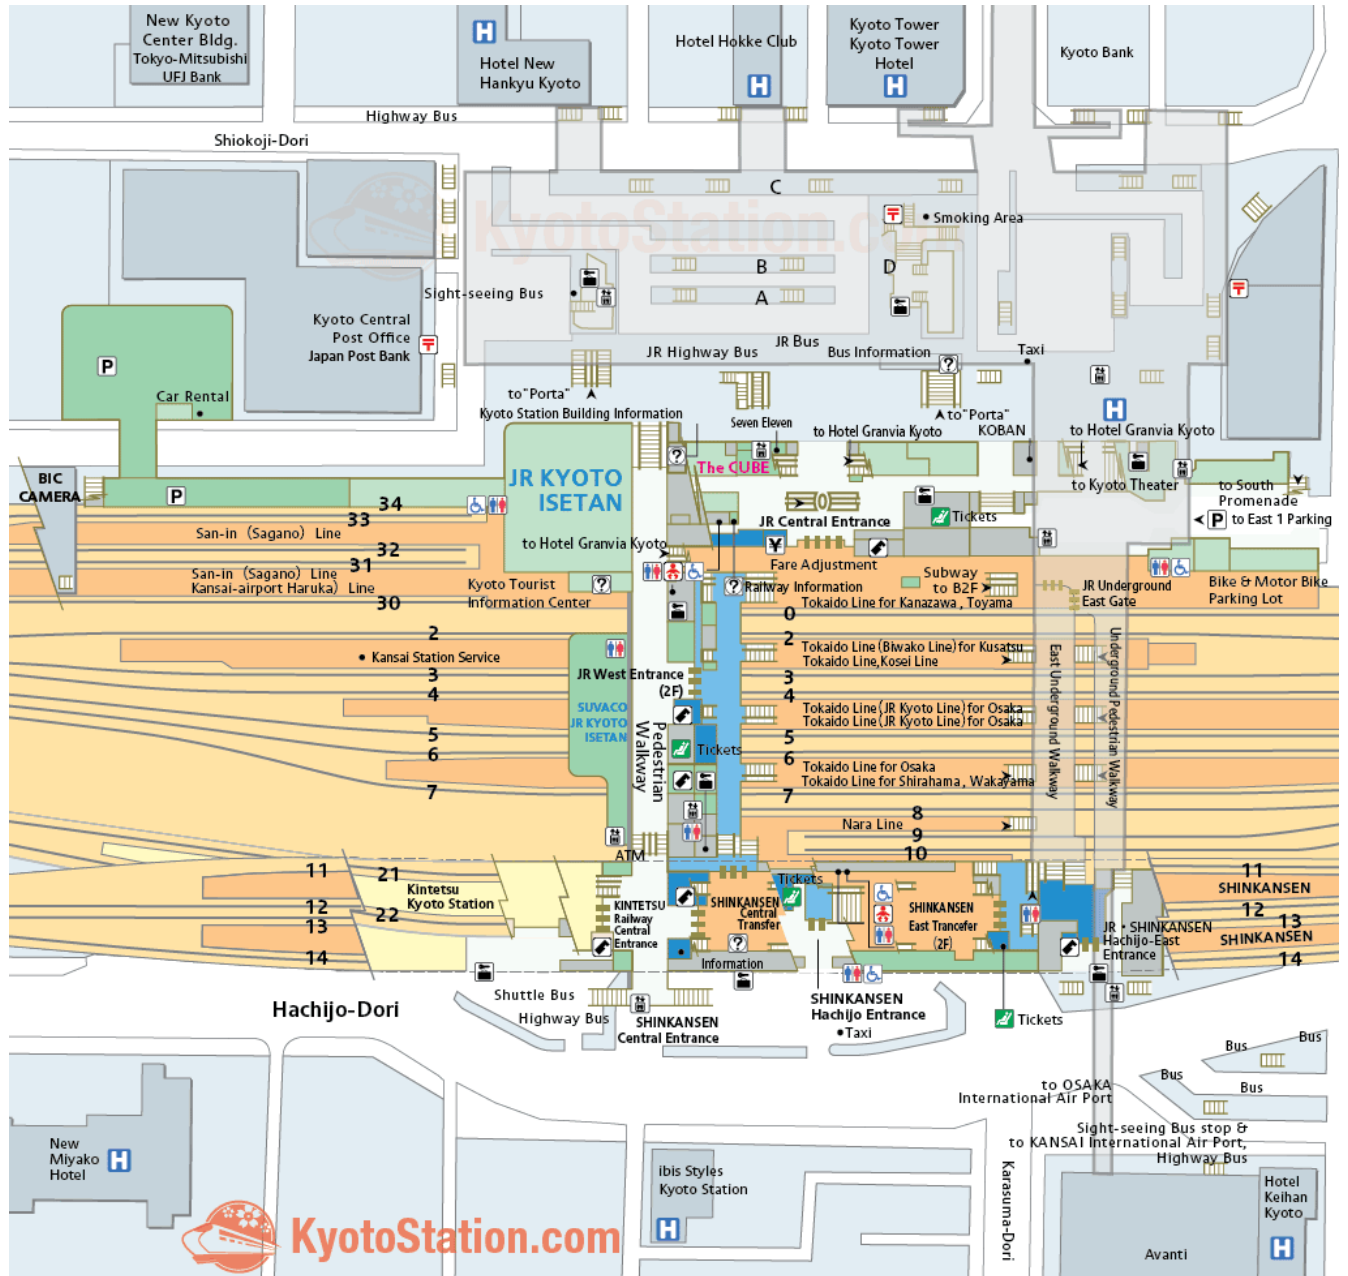 New Kyoto
Center Bldg.
Tokyo-Mitsubishi
UFJ Bank
H
Hotel New
Hankyu Kyoto
Hotel Hokke Club
H
Kyoto Tower
Kyoto Tower
Hotel
H
Kyoto Bank
Highway Bus
Shiokoji-Dori
C
KyotoStation.com
Smoking Area
B
D
A
Sight-seeing Bus
Kyoto Central
Post Office
Japan Post Bank
JR Bus
JR Highway Bus
Bus Information
?
Taxi
P
Car Rental
H
to "Porta"
Kyoto Station Building Information
Seven Eleven
to "Porta"
KOBAN
to Hotel Granvia Kyoto
to Hotel Granvia Kyoto
?
The CUBE
BIC
CAMERA
P
JR KYOTO
ISETAN
to Kyoto Theater
to South
Promenade
34
33
JR Central Entrance
Tickets
P
to East 1 Parking
San-in (Sagano) Line
32
to Hotel Granvia Kyoto
¥
31
Fare Adjustment
San-in (Sagano) Line
Kansai-airport Haruka) Line
30
Kyoto Tourist
Information Center
?
?
Railway Information
Subway
to B2F
JR Underground
East Gate
Bike & Motor Bike
Parking Lot
Tokaido Line for Kanazawa , Toyama
0
2
2
Kansai Station Service
Tokaido Line (Biwako Line) for Kusatsu
Tokaido Line,Kosei Line
3
JR West Entrance
(2F)
3
4
4
SUVACO
JR KYOTO
ISETAN
Tokaido Line (JR Kyoto Line) for Osaka
Tokaido Line (JR Kyoto Line) for Osaka
5
5
Pedestrian
Walkway
Tickets
East Underground Walkway
Underground Pedestrian Walkway
6
6
Tokaido Line for Osaka
Tokaido Line for Shirahama , Wakayama
7
7
8
Nara Line
9
ATM
10
11
21
Kintetsu
Kyoto Station
12
22
13
14
KINTETSU
Railway
Central
Entrance
SHINKANSEN
Central
Transfer
?
Information
Tickets
SHINKANSEN
East Trancefer
(2F)
JR・SHINKANSEN
Hachijo-East
Entrance
11
SHINKANSEN
12
13
SHINKANSEN
14
Hachijo-Dori
Shuttle Bus
Highway Bus
SHINKANSEN
Central Entrance
SHINKANSEN
Hachijo Entrance
Taxi
Tickets
Bus
Bus
Bus
Bus
to OSAKA
International Air Port
Sight-seeing Bus stop &
to KANSAI International Air Port,
Highway Bus
New
Miyako
Hotel
H
ibis Styles
Kyoto Station
H
Karasuma-Dori
Avanti
Hotel
Keihan
Kyoto
H
KyotoStation.com